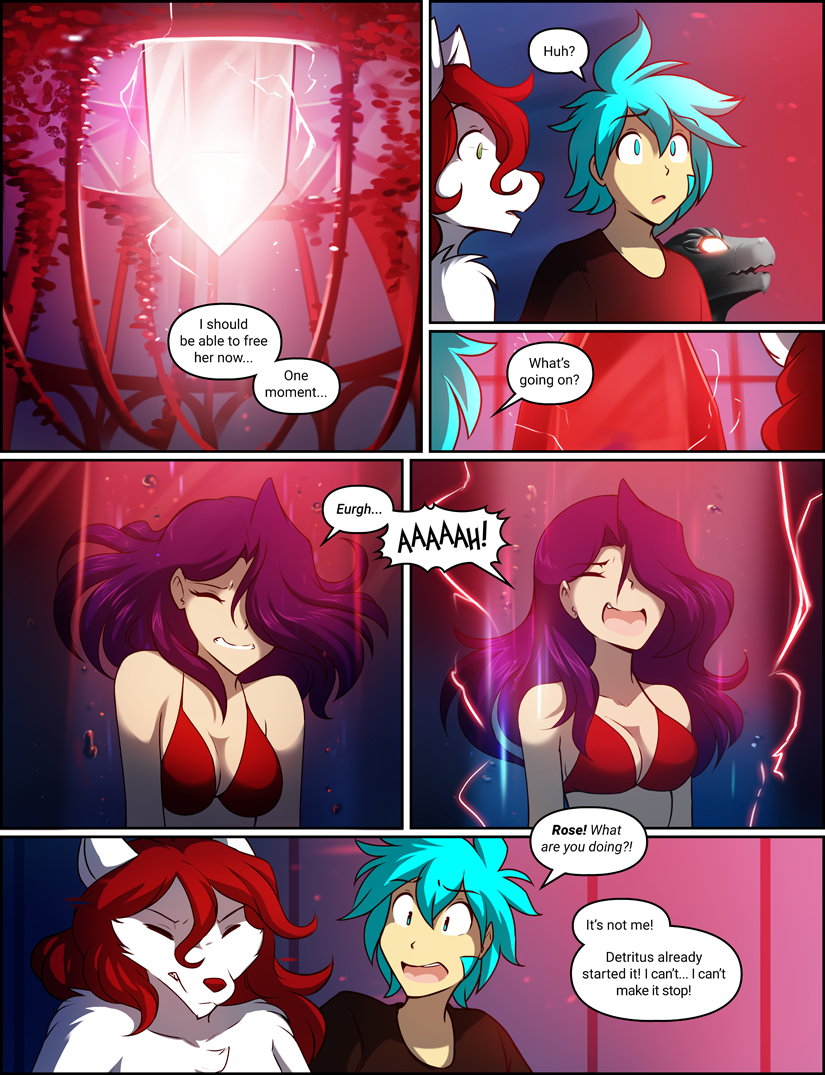 I should
be able to free
her now...
One
moment...
Huh?
What's
going on?
Eurgh...
AAAAAH!
Rose! What
are you doing?!
It's not me!
Detritus already
started it! I can't... I can't
make it stop!